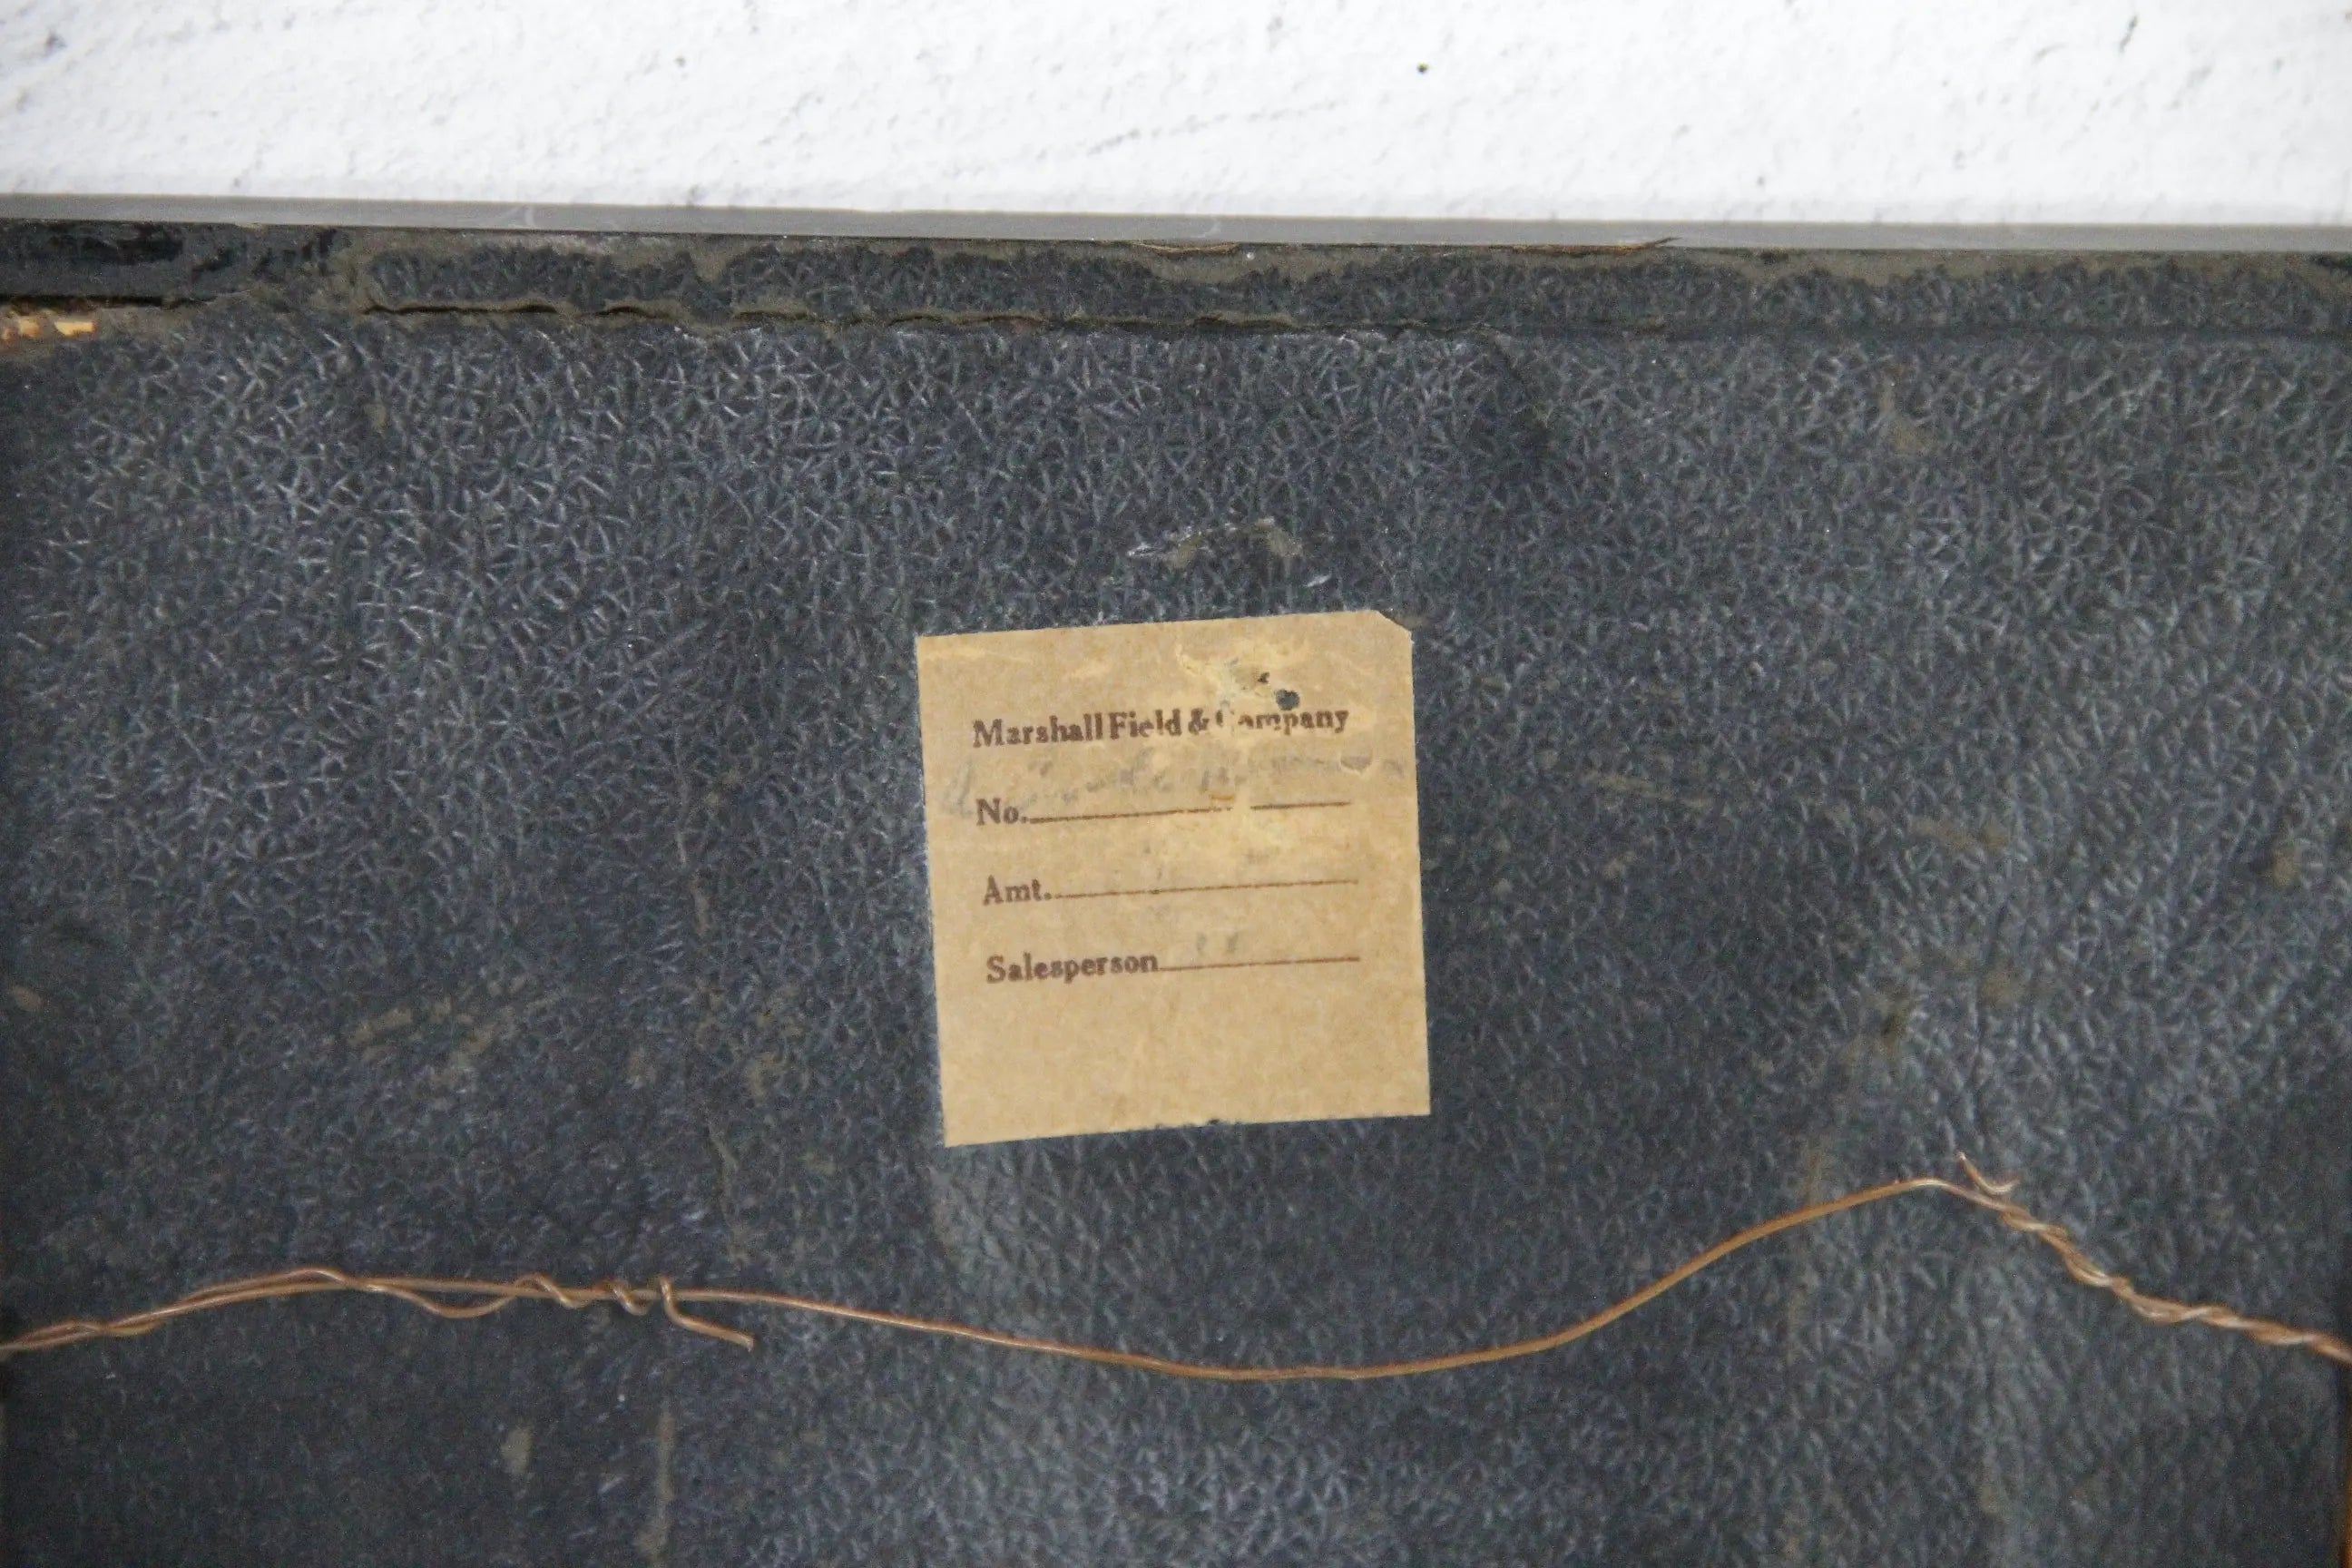 Marshall Field & Company
No.
Amt.
Salesperson